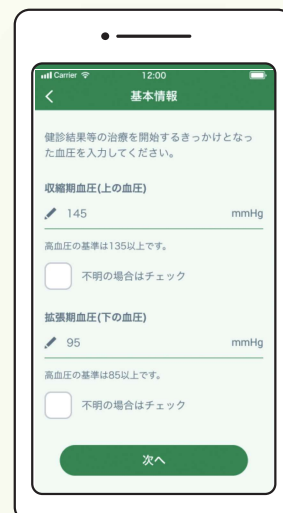 Carrier 12:00
基本情報
健診結果等の治療を開始するきっかけとなっ
た血圧を入力してください。
収縮期血圧(上の血圧)
145 mmHg
高血圧の基準は135以上です。
不明の場合はチェック
拡張期血圧(下の血圧)
95 mmHg
高血圧の基準は85以上です。
不明の場合はチェック
次へ